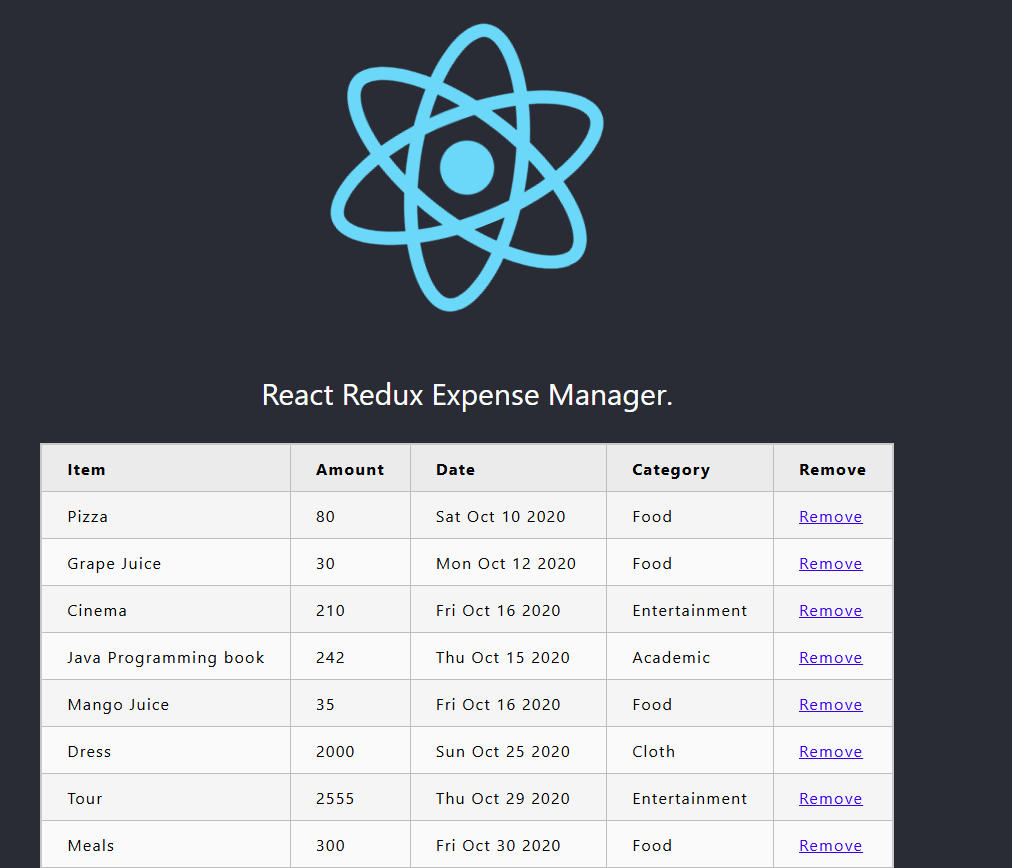 React Redux Expense Manager.
Item Amount Date Category Remove
Pizza 80 Sat Oct 10 2020 Food Remove
Grape Juice 30 Mon Oct 12 2020 Food Remove
Cinema 210 Fri Oct 16 2020 Entertainment Remove
Java Programming book 242 Thu Oct 15 2020 Academic Remove
Mango Juice 35 Fri Oct 16 2020 Food Remove
Dress 2000 Sun Oct 25 2020 Cloth Remove
Tour 2555 Thu Oct 29 2020 Entertainment Remove
Meals 300 Fri Oct 30 2020 Food Remove